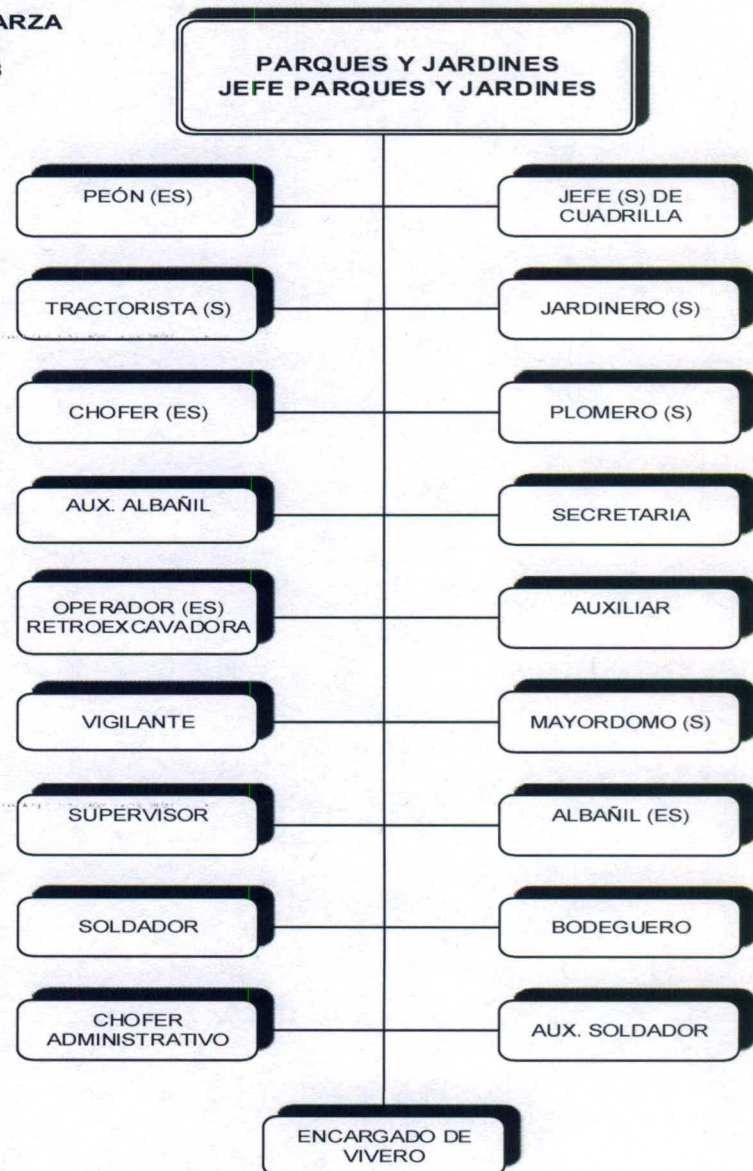 PARQUES Y JARDINES
JEFE PARQUES Y JARDINES
PEÓN (ES)
JEFE (S) DE
CUADRILLA
TRACTORISTA (S)
JARDINERO (S)
CHOFER (ES)
PLOMERO (S)
AUX. ALBAÑIL
SECRETARIA
OPERADOR (ES)
RETROEXCAVADORA
AUXILIAR
VIGILANTE
MAYORDOMO (S)
SUPERVISOR
ALBAÑIL (ES)
SOLDADOR
BODEGUERO
CHOFER
ADMINISTRATIVO
AUX. SOLDADOR
ENCARGADO DE
VIVERO